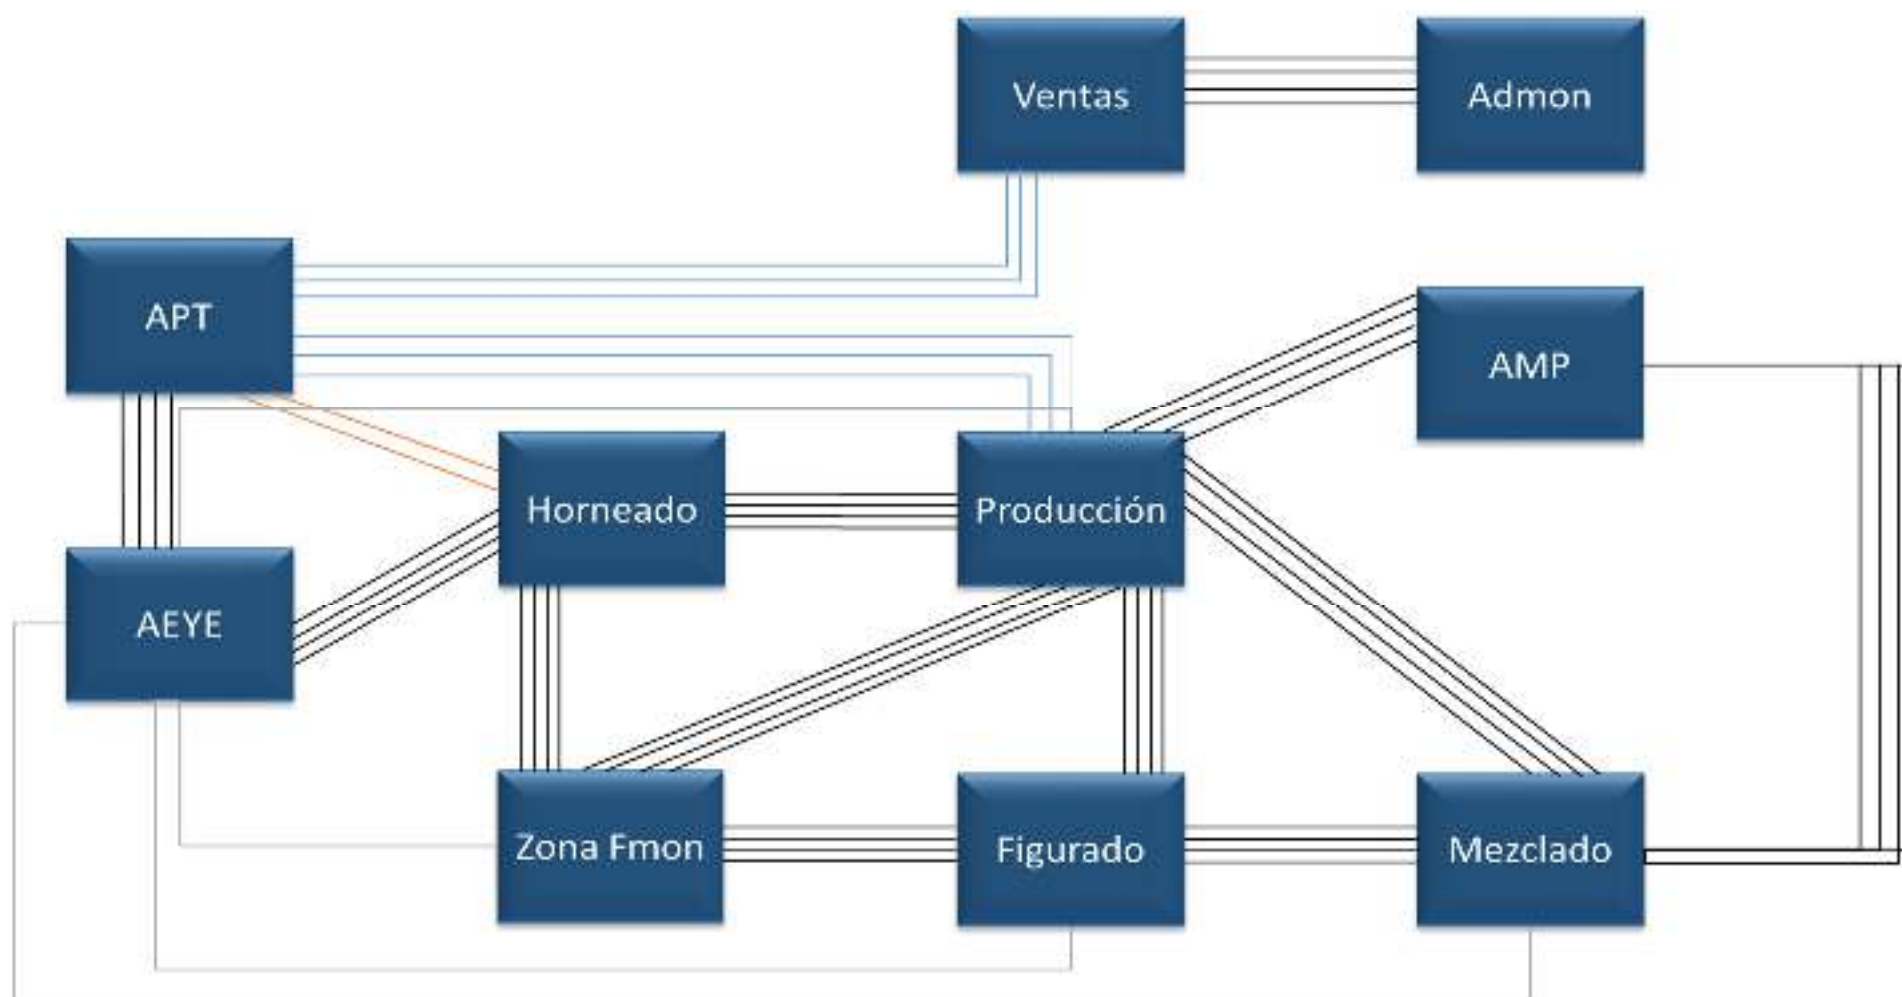 Ventas
Admon
APT
AMP
Horneado
Producción
AEYE
Zona Fmon
Figurado
Mezclado